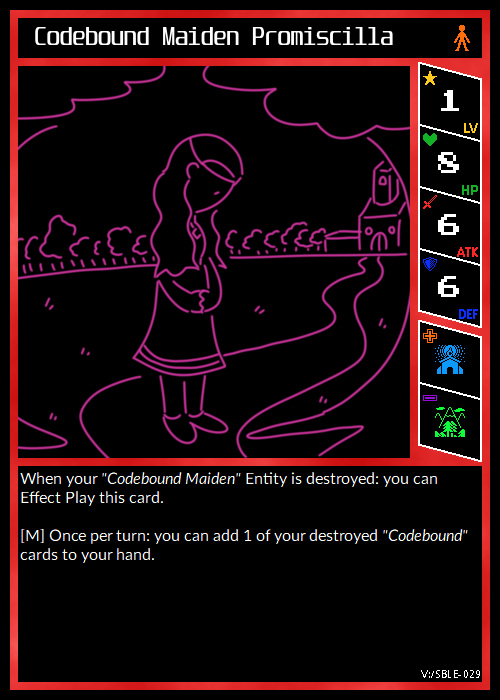 Codebound Maiden Promiscilla
1
LV
8
HP
6
ATK
6
DEF
When your "Codebound Maiden" Entity is destroyed: you can
Effect Play this card.
[M] Once per turn: you can add 1 of your destroyed "Codebound"
cards to your hand.
V:/SBLE-029